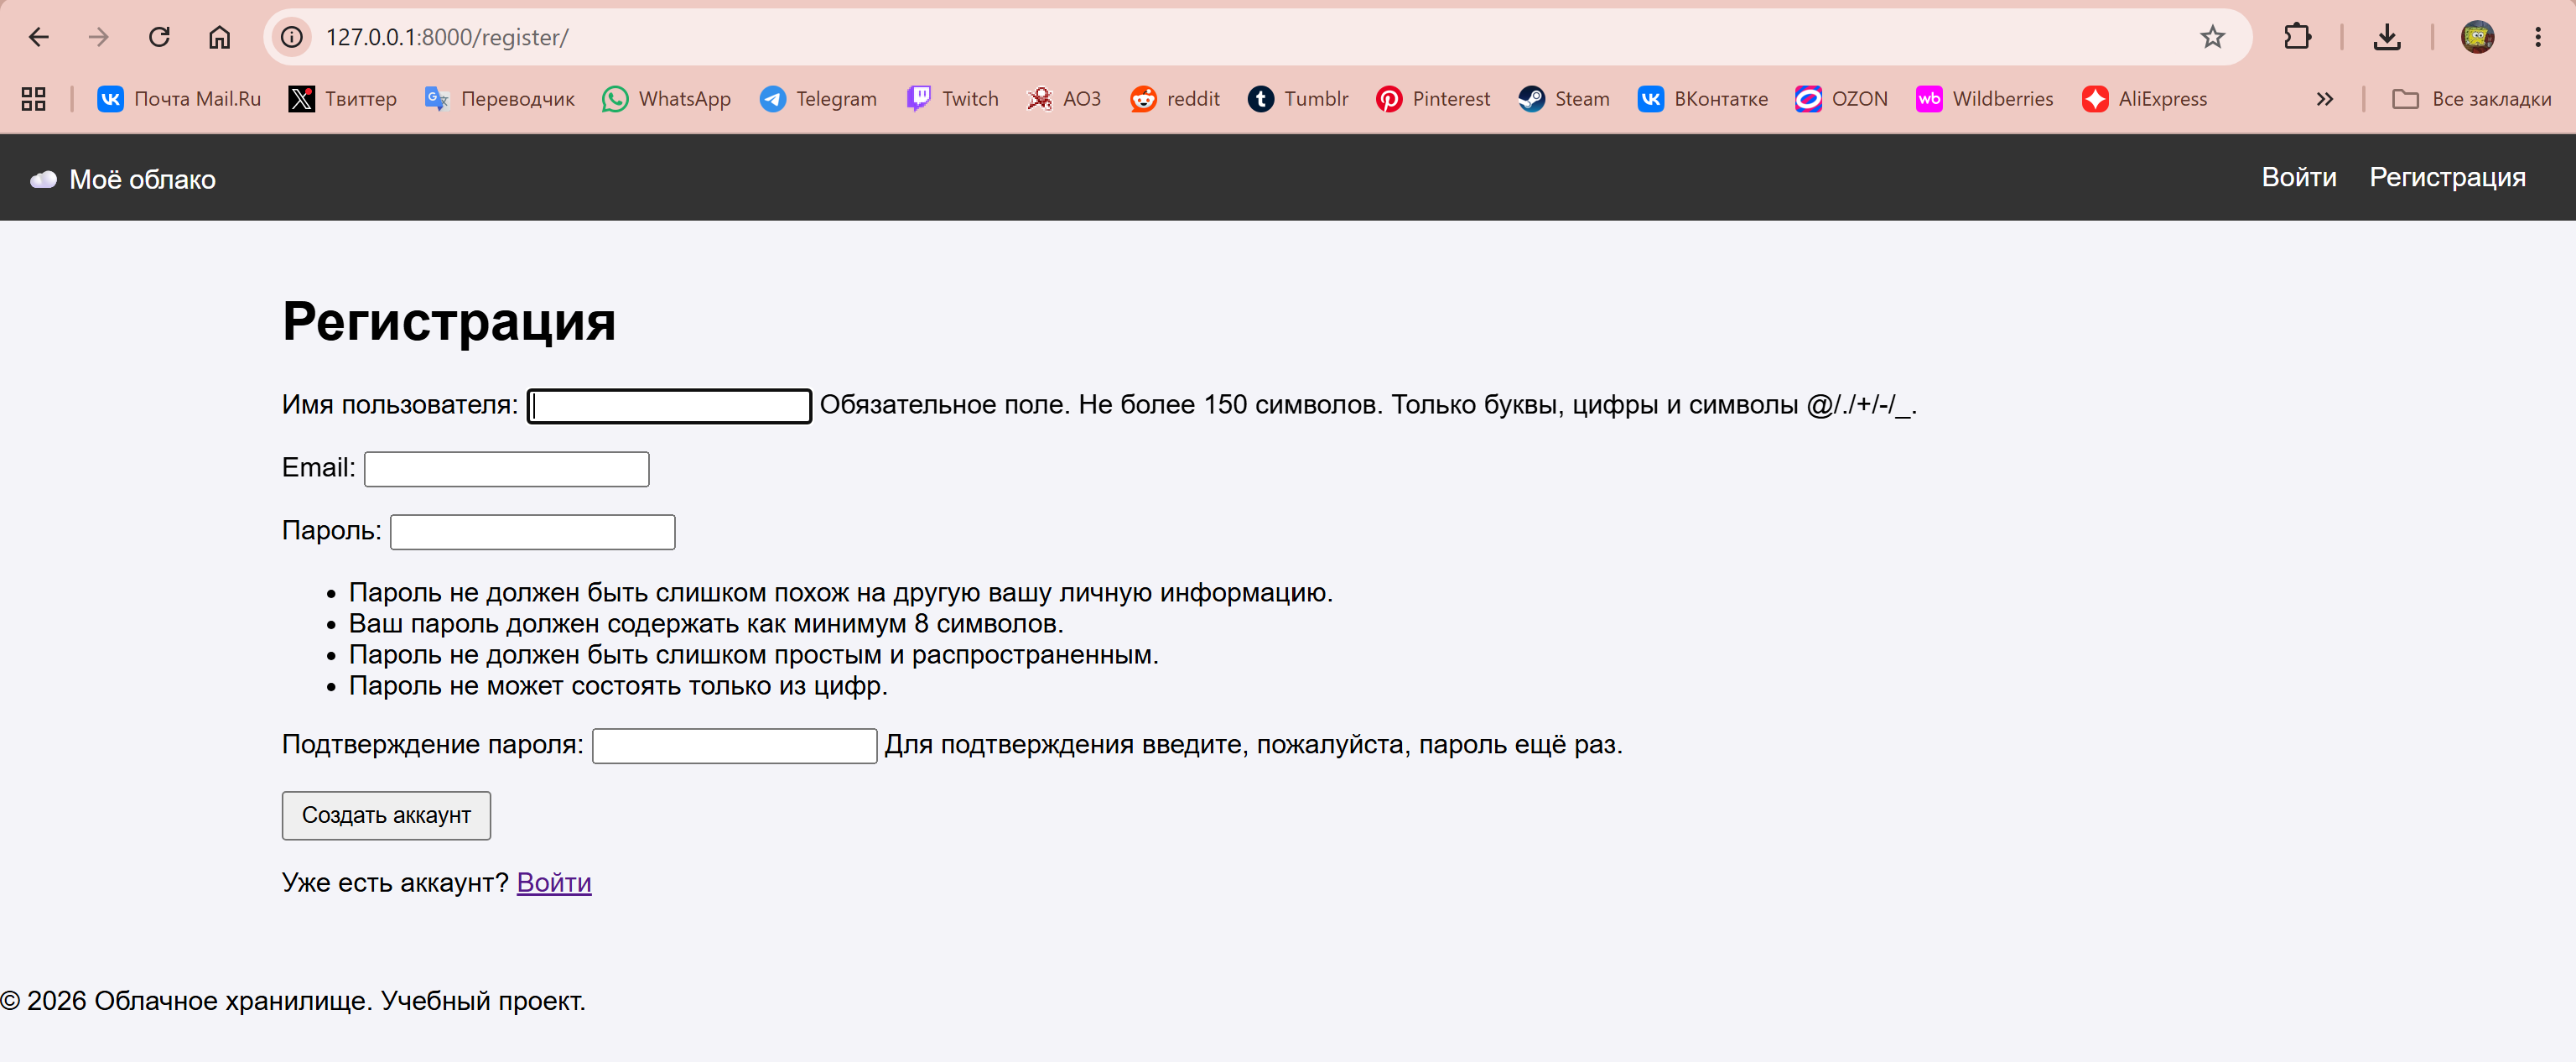 127.0.0.1:8000/register/
Почта Mail.Ru Твиттер Переводчик WhatsApp Telegram Twitch AO3 reddit Tumblr Pinterest Steam ВКонтатке OZON Wildberries AliExpress Все закладки
Моё облако Войти Регистрация
Регистрация
Имя пользователя: Обязательное поле. Не более 150 символов. Только буквы, цифры и символы @/./+/-/_.
Email:
Пароль:
Пароль не должен быть слишком похож на другую вашу личную информацию.
Ваш пароль должен содержать как минимум 8 символов.
Пароль не должен быть слишком простым и распространенным.
Пароль не может состоять только из цифр.
Подтверждение пароля: Для подтверждения введите, пожалуйста, пароль ещё раз.
Создать аккаунт
Уже есть аккаунт? Войти
© 2026 Облачное хранилище. Учебный проект.